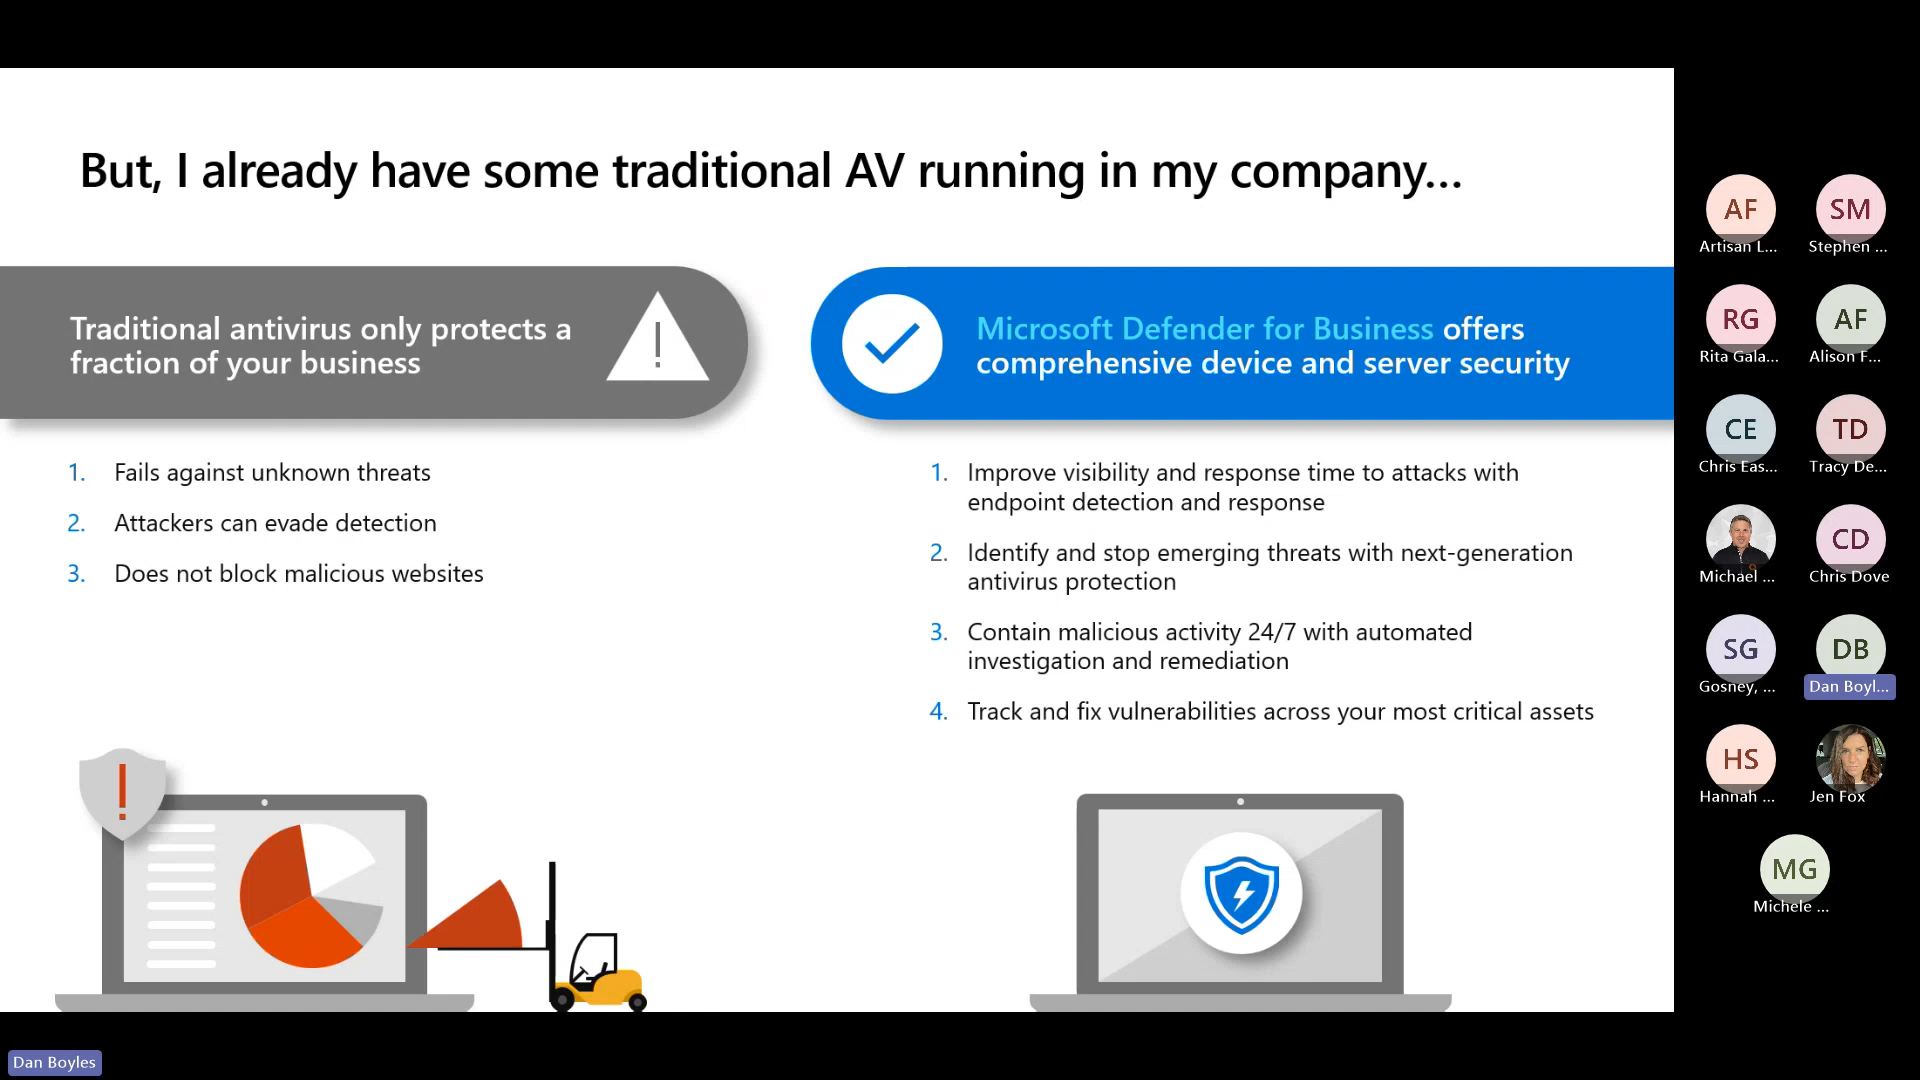 But, I already have some traditional AV running in my company...
Traditional antivirus only protects a
fraction of your business
1. Fails against unknown threats
2. Attackers can evade detection
3. Does not block malicious websites
Microsoft Defender for Business offers
comprehensive device and server security
1. Improve visibility and response time to attacks with
endpoint detection and response
2. Identify and stop emerging threats with next-generation
antivirus protection
3. Contain malicious activity 24/7 with automated
investigation and remediation
4. Track and fix vulnerabilities across your most critical assets
AF
Artisan L...
SM
Stephen ...
RG
Rita Gala...
AF
Alison F...
CE
Chris Eas...
TD
Tracy De...
Michael ...
CD
Chris Dove
SG
Gosney, ...
DB
Dan Boyl...
HS
Hannah ...
Jen Fox
MG
Michele ...
Dan Boyles